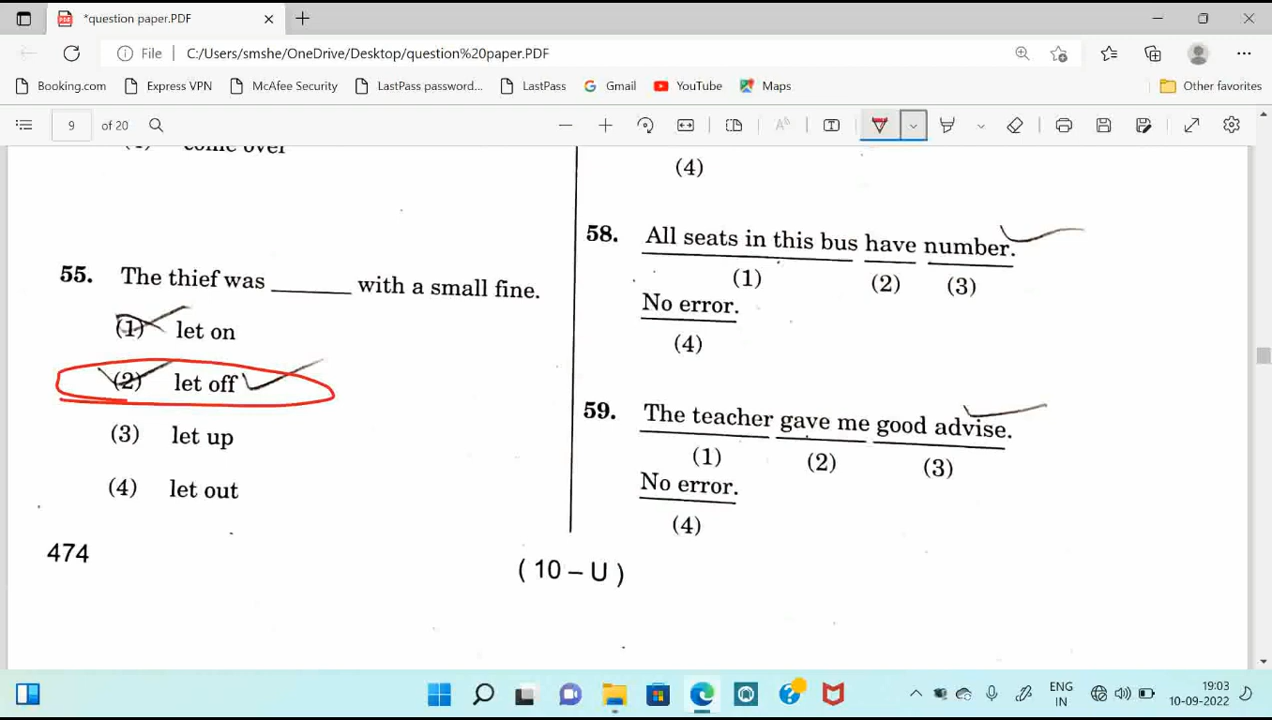 *question paper.PDF
File
C:/Users/smshe/OneDrive/Desktop/question%20paper.PDF
Booking.com
Express VPN
McAfee Security
LastPass password...
LastPass
Gmail
YouTube
Maps
Other favorites
9 of 20
come over
55. The thief was ______ with a small fine.
(1) let on
(2) let off
(3) let up
(4) let out
474
(4)
58. All seats in this bus have number.
(1) (2) (3)
No error.
(4)
59. The teacher gave me good advise.
(1) (2) (3)
No error.
(4)
( 10 – U )
ENG
IN
19:03
10-09-2022